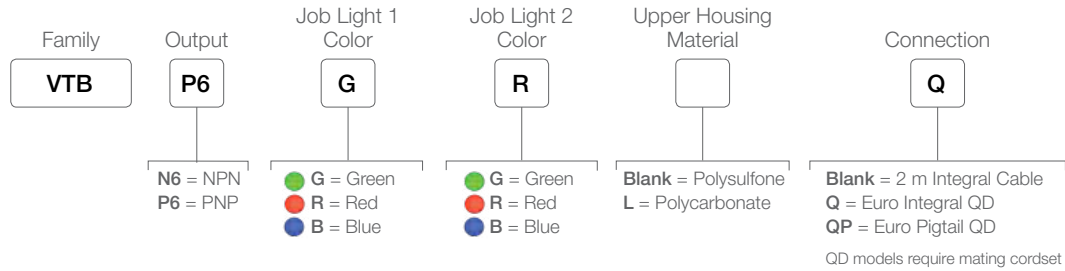 Family
Output
Job Light 1
Color
Job Light 2
Color
Upper Housing
Material
Connection
VTB
P6
G
R
Q
N6 = NPN
P6 = PNP
G = Green
R = Red
B = Blue
G = Green
R = Red
B = Blue
Blank = Polysulfone
L = Polycarbonate
Blank = 2 m Integral Cable
Q = Euro Integral QD
QP = Euro Pigtail QD
QD models require mating cordset